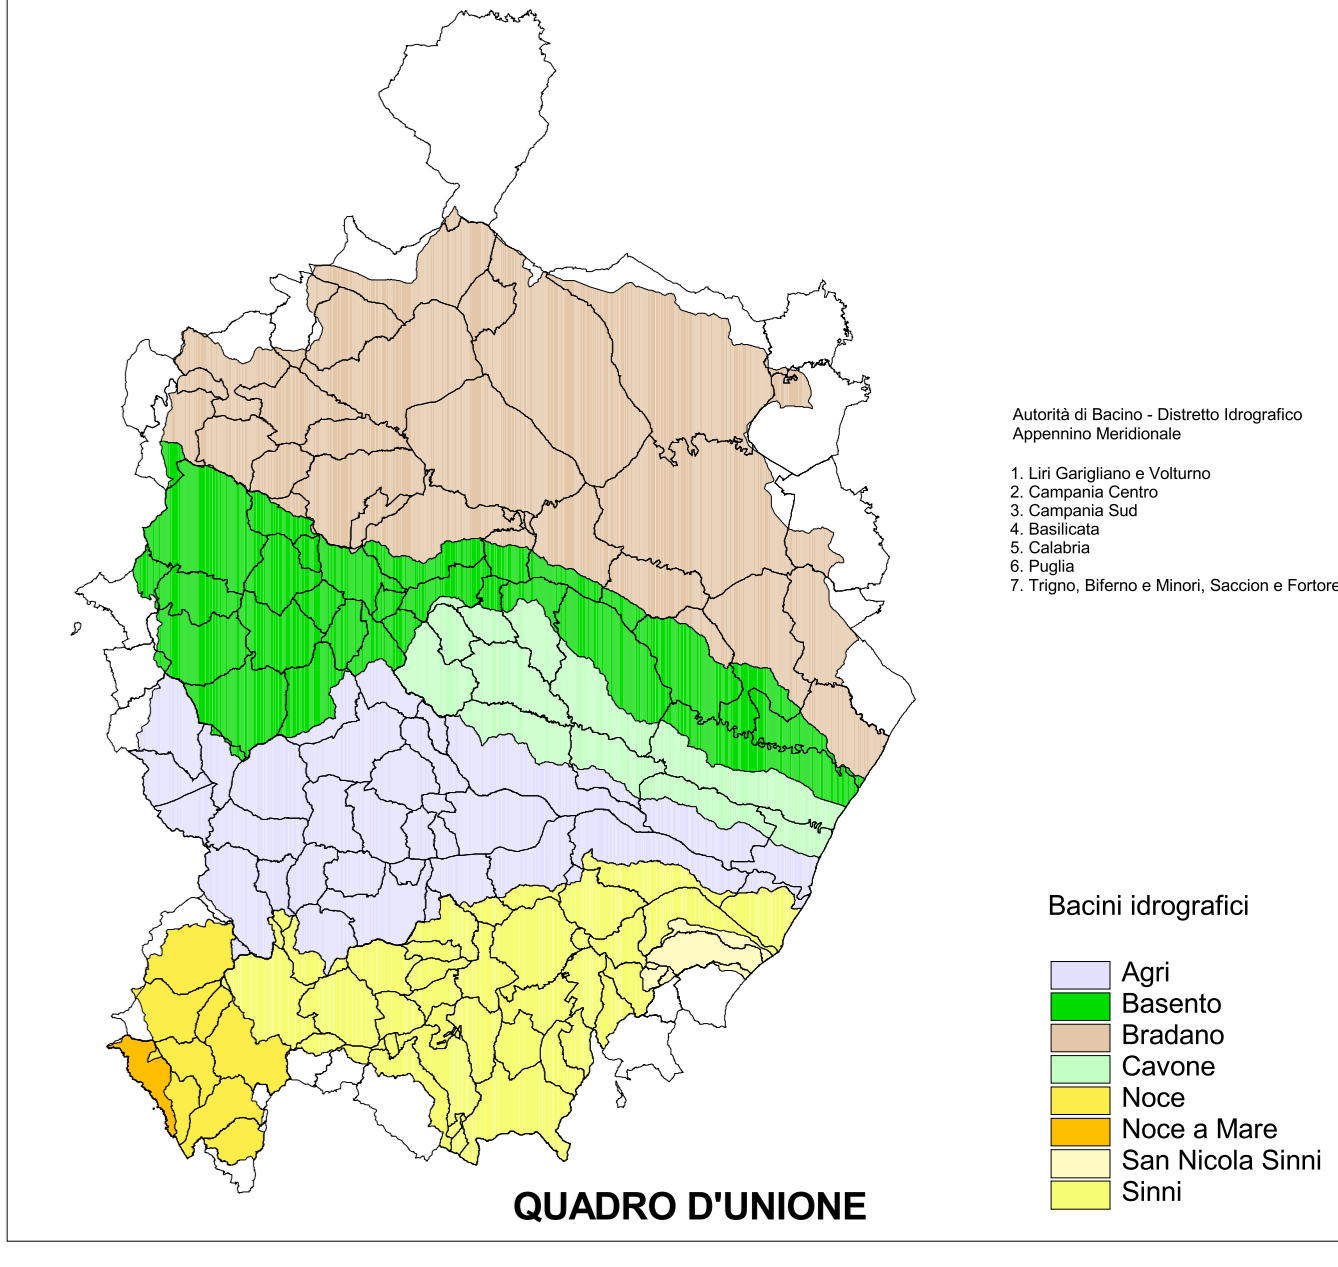 Autorità di Bacino - Distretto Idrografico
Appennino Meridionale
1. Liri Garigliano e Volturno
2. Campania Centro
3. Campania Sud
4. Basilicata
5. Calabria
6. Puglia
7. Trigno, Biferno e Minori, Saccion e Fortore
Bacini idrografici
Agri
Basento
Bradano
Cavone
Noce
Noce a Mare
San Nicola Sinni
Sinni
QUADRO D'UNIONE